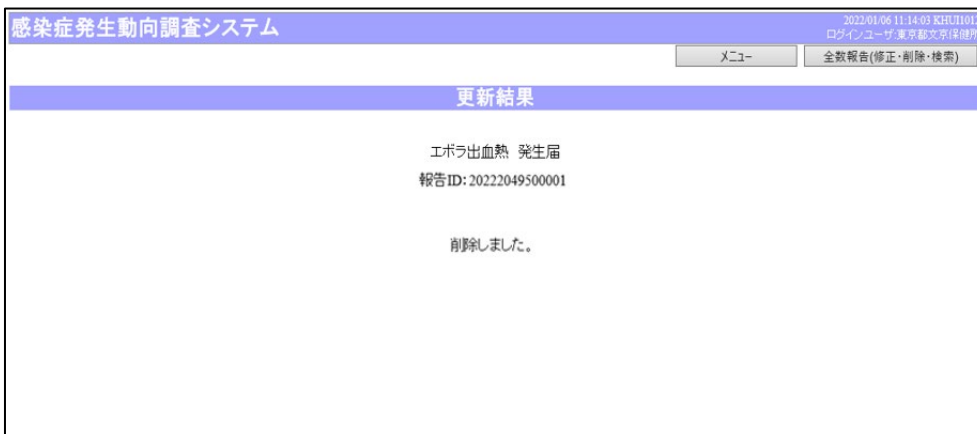 感染症発生動向調査システム
2022/01/06 11:14:03 KHUI1012
ログインユーザ:東京都文京保健所
メニュー
全数報告(修正・削除・検索)
更新結果
エボラ出血熱 発生届
報告ID:20222049500001
削除しました。